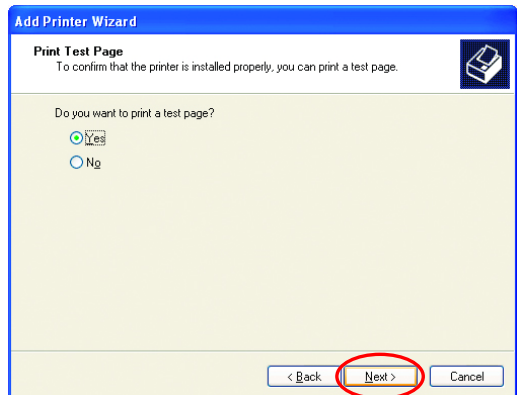 Add Printer Wizard
Print Test Page
To confirm that the printer is installed properly, you can print a test page.
Do you want to print a test page?
Yes
No
< Back
Next >
Cancel